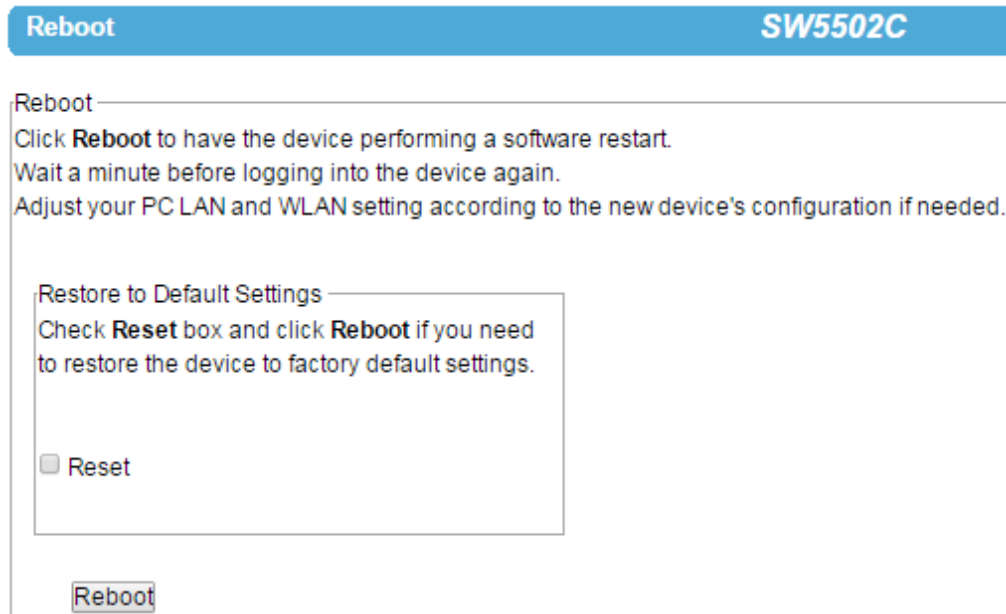 Reboot SW5502C
Reboot
Click Reboot to have the device performing a software restart.
Wait a minute before logging into the device again.
Adjust your PC LAN and WLAN setting according to the new device's configuration if needed.
Restore to Default Settings
Check Reset box and click Reboot if you need
to restore the device to factory default settings.
Reset
Reboot